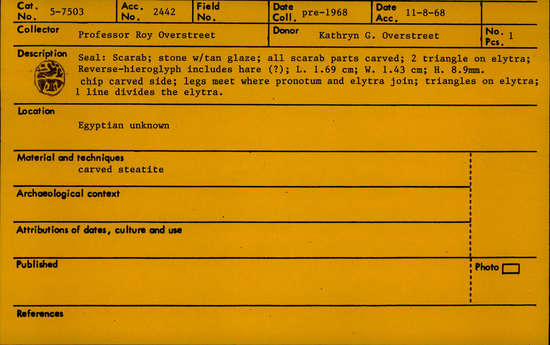 Cat. No. 5-7503 Acc. No. 2442 Field No. Date Coll. pre-1968 Date Acc. 11-8-68
Collector Professor Roy Overstreet Donor Kathryn G. Overstreet No. Pcs. 1
Description Seal: Scarab; stone w/tan glaze; all scarab parts carved; 2 triangle on elytra;
Reverse-hieroglyph includes hare (?); L. 1.69 cm; W. 1.43 cm; H. 8.9mm.
chip carved side; legs meet where pronotum and elytra join; triangles on elytra;
1 line divides the elytra.
Location
Egyptian unknown
Material and techniques
carved steatite
Archaeological context
Attributions of dates, culture and use
Published Photo
References